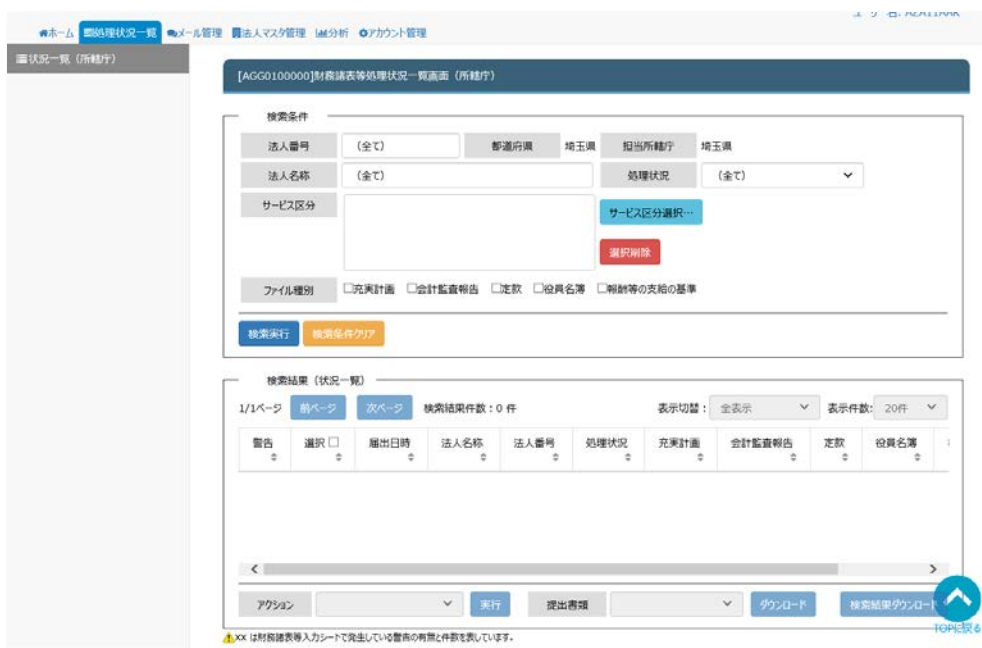 ホーム 処理状況一覧 メール管理 法人マスタ管理 分析 アカウント管理
状況一覧（所轄庁）
[AGG0100000]財務諸表等処理状況一覧画面（所轄庁）
検索条件
法人番号 （全て） 都道府県 埼玉県 担当所轄庁 埼玉県
法人名称 （全て） 処理状況 （全て）
サービス区分 サービス区分選択…
選択削除
ファイル種別 □充実計画 □会計監査報告 □定款 □役員名簿 □報酬等の支給の基準
検索実行 検索条件クリア
検索結果（状況一覧）
1/1ページ 前ページ 次ページ 検索結果件数：0 件 表示切替： 全表示 表示件数: 20件
警告 選択 □ 届出日時 法人名称 法人番号 処理状況 充実計画 会計監査報告 定款 役員名簿
アクション 実行 提出書類 ダウンロード 検索結果ダウンロード
TOPに戻る
xx は財務諸表等入力シートで発生している警告の有無と件数を表しています。